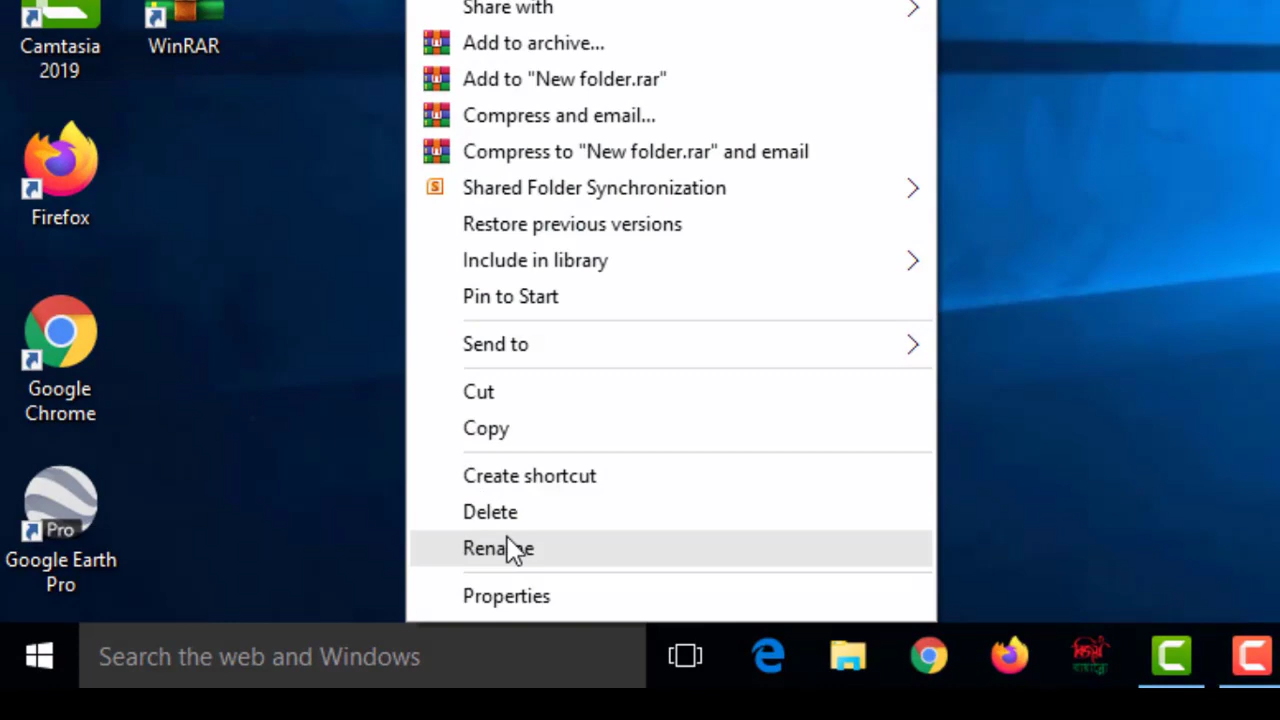 Share with
Camtasia
2019
WinRAR
Add to archive...
Add to "New folder.rar"
Compress and email...
Compress to "New folder.rar" and email
Shared Folder Synchronization
Firefox
Restore previous versions
Include in library
Pin to Start
Send to
Google
Chrome
Cut
Copy
Create shortcut
Delete
Pro
Rename
Google Earth
Pro
Properties
Search the web and Windows